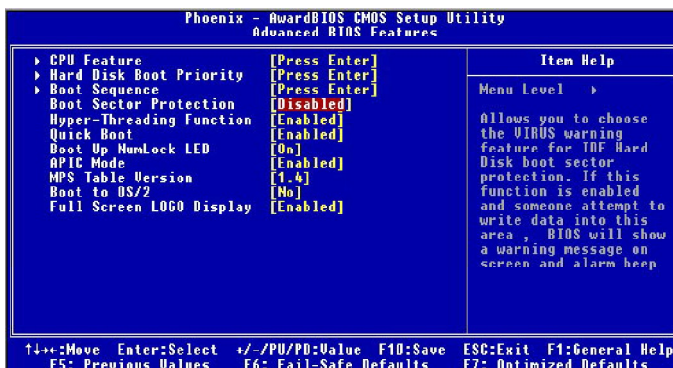 Phoenix - AwardBIOS CMOS Setup Utility
Advanced BIOS Features
CPU Feature [Press Enter]
Hard Disk Boot Priority [Press Enter]
Boot Sequence [Press Enter]
Boot Sector Protection [Disabled]
Hyper-Threading Function [Enabled]
Quick Boot [Enabled]
Boot Up NumLock LED [On]
APIC Mode [Enabled]
MPS Table Version [1.4]
Boot to OS/2 [No]
Full Screen LOGO Display [Enabled]
Item Help
Menu Level
Allows you to choose
the VIRUS warning
feature for IDE Hard
Disk boot sector
protection. If this
function is enabled
and someone attempt to
write data into this
area , BIOS will show
a warning message on
screen and alarm beep
↑↓→←:Move Enter:Select +/-/PU/PD:Value F10:Save ESC:Exit F1:General Help
F5: Previous Values F6: Fail-Safe Defaults F7: Optimized Defaults